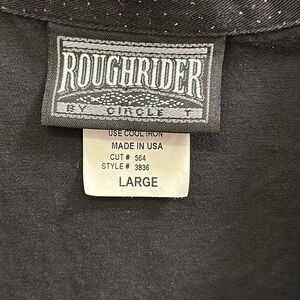 ROUGHRIDER
BY CIRCLE T
USE COOL IRON
MADE IN USA
CUT # 564
STYLE # 3836
LARGE